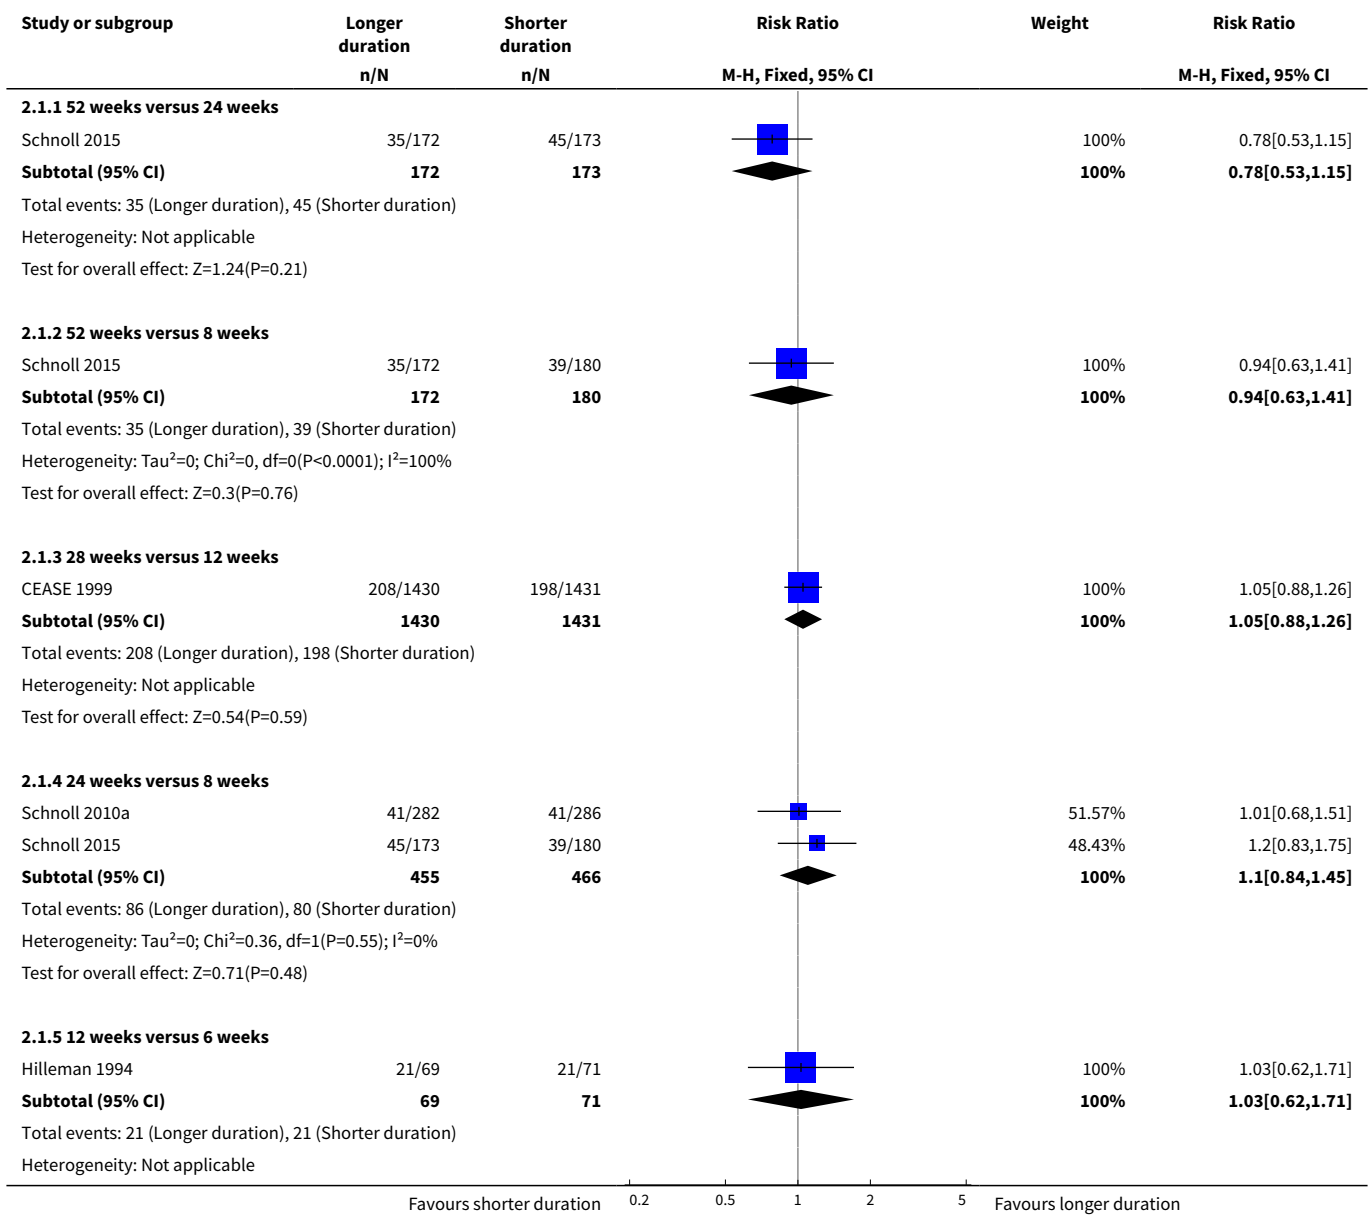 Study or subgroup Longer duration Shorter duration Risk Ratio Weight Risk Ratio
n/N n/N M-H, Fixed, 95% CI M-H, Fixed, 95% CI
2.1.1 52 weeks versus 24 weeks
Schnoll 2015 35/172 45/173 100% 0.78[0.53,1.15]
Subtotal (95% CI) 172 173 100% 0.78[0.53,1.15]
Total events: 35 (Longer duration), 45 (Shorter duration)
Heterogeneity: Not applicable
Test for overall effect: Z=1.24(P=0.21)
2.1.2 52 weeks versus 8 weeks
Schnoll 2015 35/172 39/180 100% 0.94[0.63,1.41]
Subtotal (95% CI) 172 180 100% 0.94[0.63,1.41]
Total events: 35 (Longer duration), 39 (Shorter duration)
Heterogeneity: Tau²=0; Chi²=0, df=0(P<0.0001); I²=100%
Test for overall effect: Z=0.3(P=0.76)
2.1.3 28 weeks versus 12 weeks
CEASE 1999 208/1430 198/1431 100% 1.05[0.88,1.26]
Subtotal (95% CI) 1430 1431 100% 1.05[0.88,1.26]
Total events: 208 (Longer duration), 198 (Shorter duration)
Heterogeneity: Not applicable
Test for overall effect: Z=0.54(P=0.59)
2.1.4 24 weeks versus 8 weeks
Schnoll 2010a 41/282 41/286 51.57% 1.01[0.68,1.51]
Schnoll 2015 45/173 39/180 48.43% 1.2[0.83,1.75]
Subtotal (95% CI) 455 466 100% 1.1[0.84,1.45]
Total events: 86 (Longer duration), 80 (Shorter duration)
Heterogeneity: Tau²=0; Chi²=0.36, df=1(P=0.55); I²=0%
Test for overall effect: Z=0.71(P=0.48)
2.1.5 12 weeks versus 6 weeks
Hilleman 1994 21/69 21/71 100% 1.03[0.62,1.71]
Subtotal (95% CI) 69 71 100% 1.03[0.62,1.71]
Total events: 21 (Longer duration), 21 (Shorter duration)
Heterogeneity: Not applicable
Favours shorter duration 0.2 0.5 1 2 5 Favours longer duration